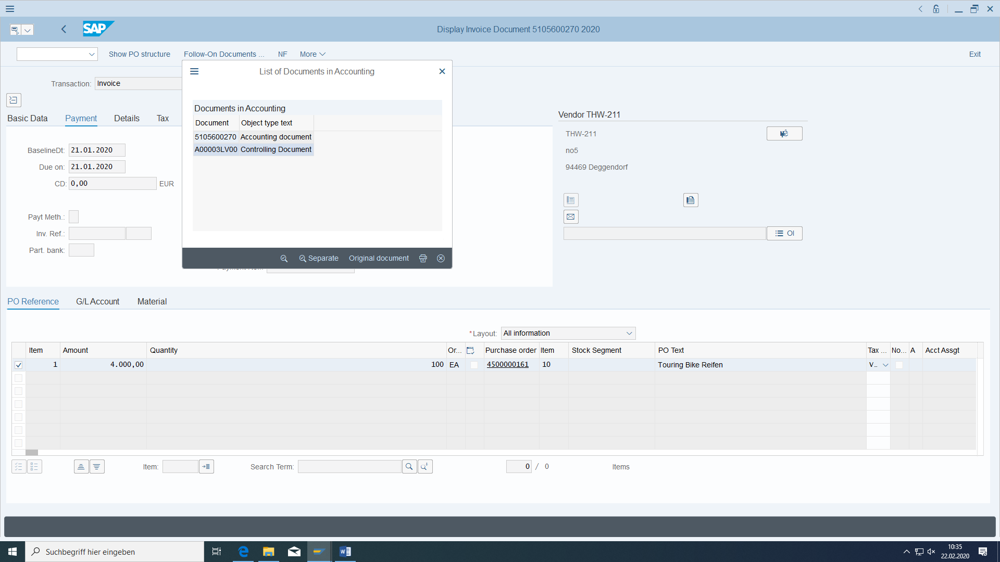 SAP
Display Invoice Document 5105600270 2020
Show PO structure
Follow-On Documents ...
NF
More
Exit
List of Documents in Accounting
Transaction: Invoice
Documents in Accounting
Document Object type text
5105600270 Accounting document
A00003LV00 Controlling Document
Separate Original document
Basic Data Payment Details Tax
BaselineDt: 21.01.2020
Due on: 21.01.2020
CD: 0,00 EUR
Payt Meth.:
Inv. Ref.:
Part. bank:
Vendor THW-211
THW-211
no5
94469 Deggendorf
OI
PO Reference G/L Account Material
*Layout: All information
Item Amount Quantity Or... Purchase order Item Stock Segment PO Text Tax ... No... A Acct Assgt
1 4.000,00 100 EA 4500000161 10 Touring Bike Reifen V...
Item: Search Term: 0 / 0 Items
Suchbegriff hier eingeben
10:35
22.02.2020